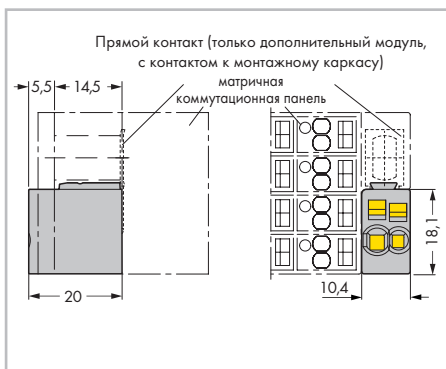 Прямой контакт (только дополнительный модуль,
с контактом к монтажному каркасу)
матричная
коммутационная панель
5,5
14,5
20
18,1
10,4